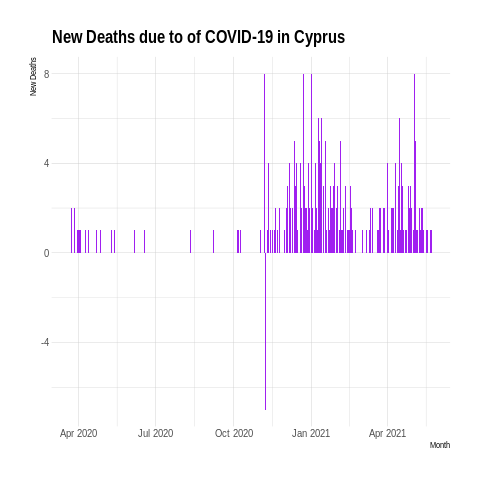 New Deaths due to of COVID-19 in Cyprus
New Deaths
8
4
0
-4
Apr 2020 Jul 2020 Oct 2020 Jan 2021 Apr 2021
Month